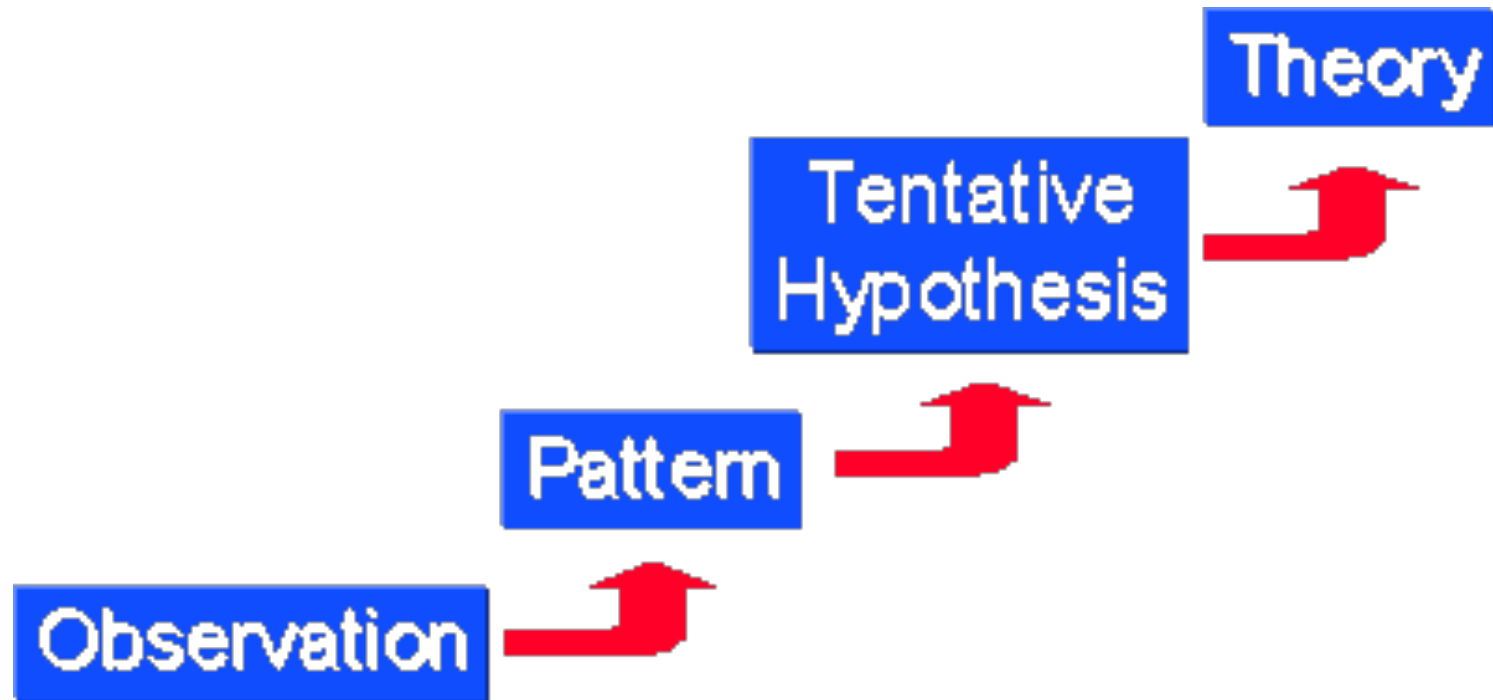 Theory
Tentative
Hypothesis
Pattern
Observation